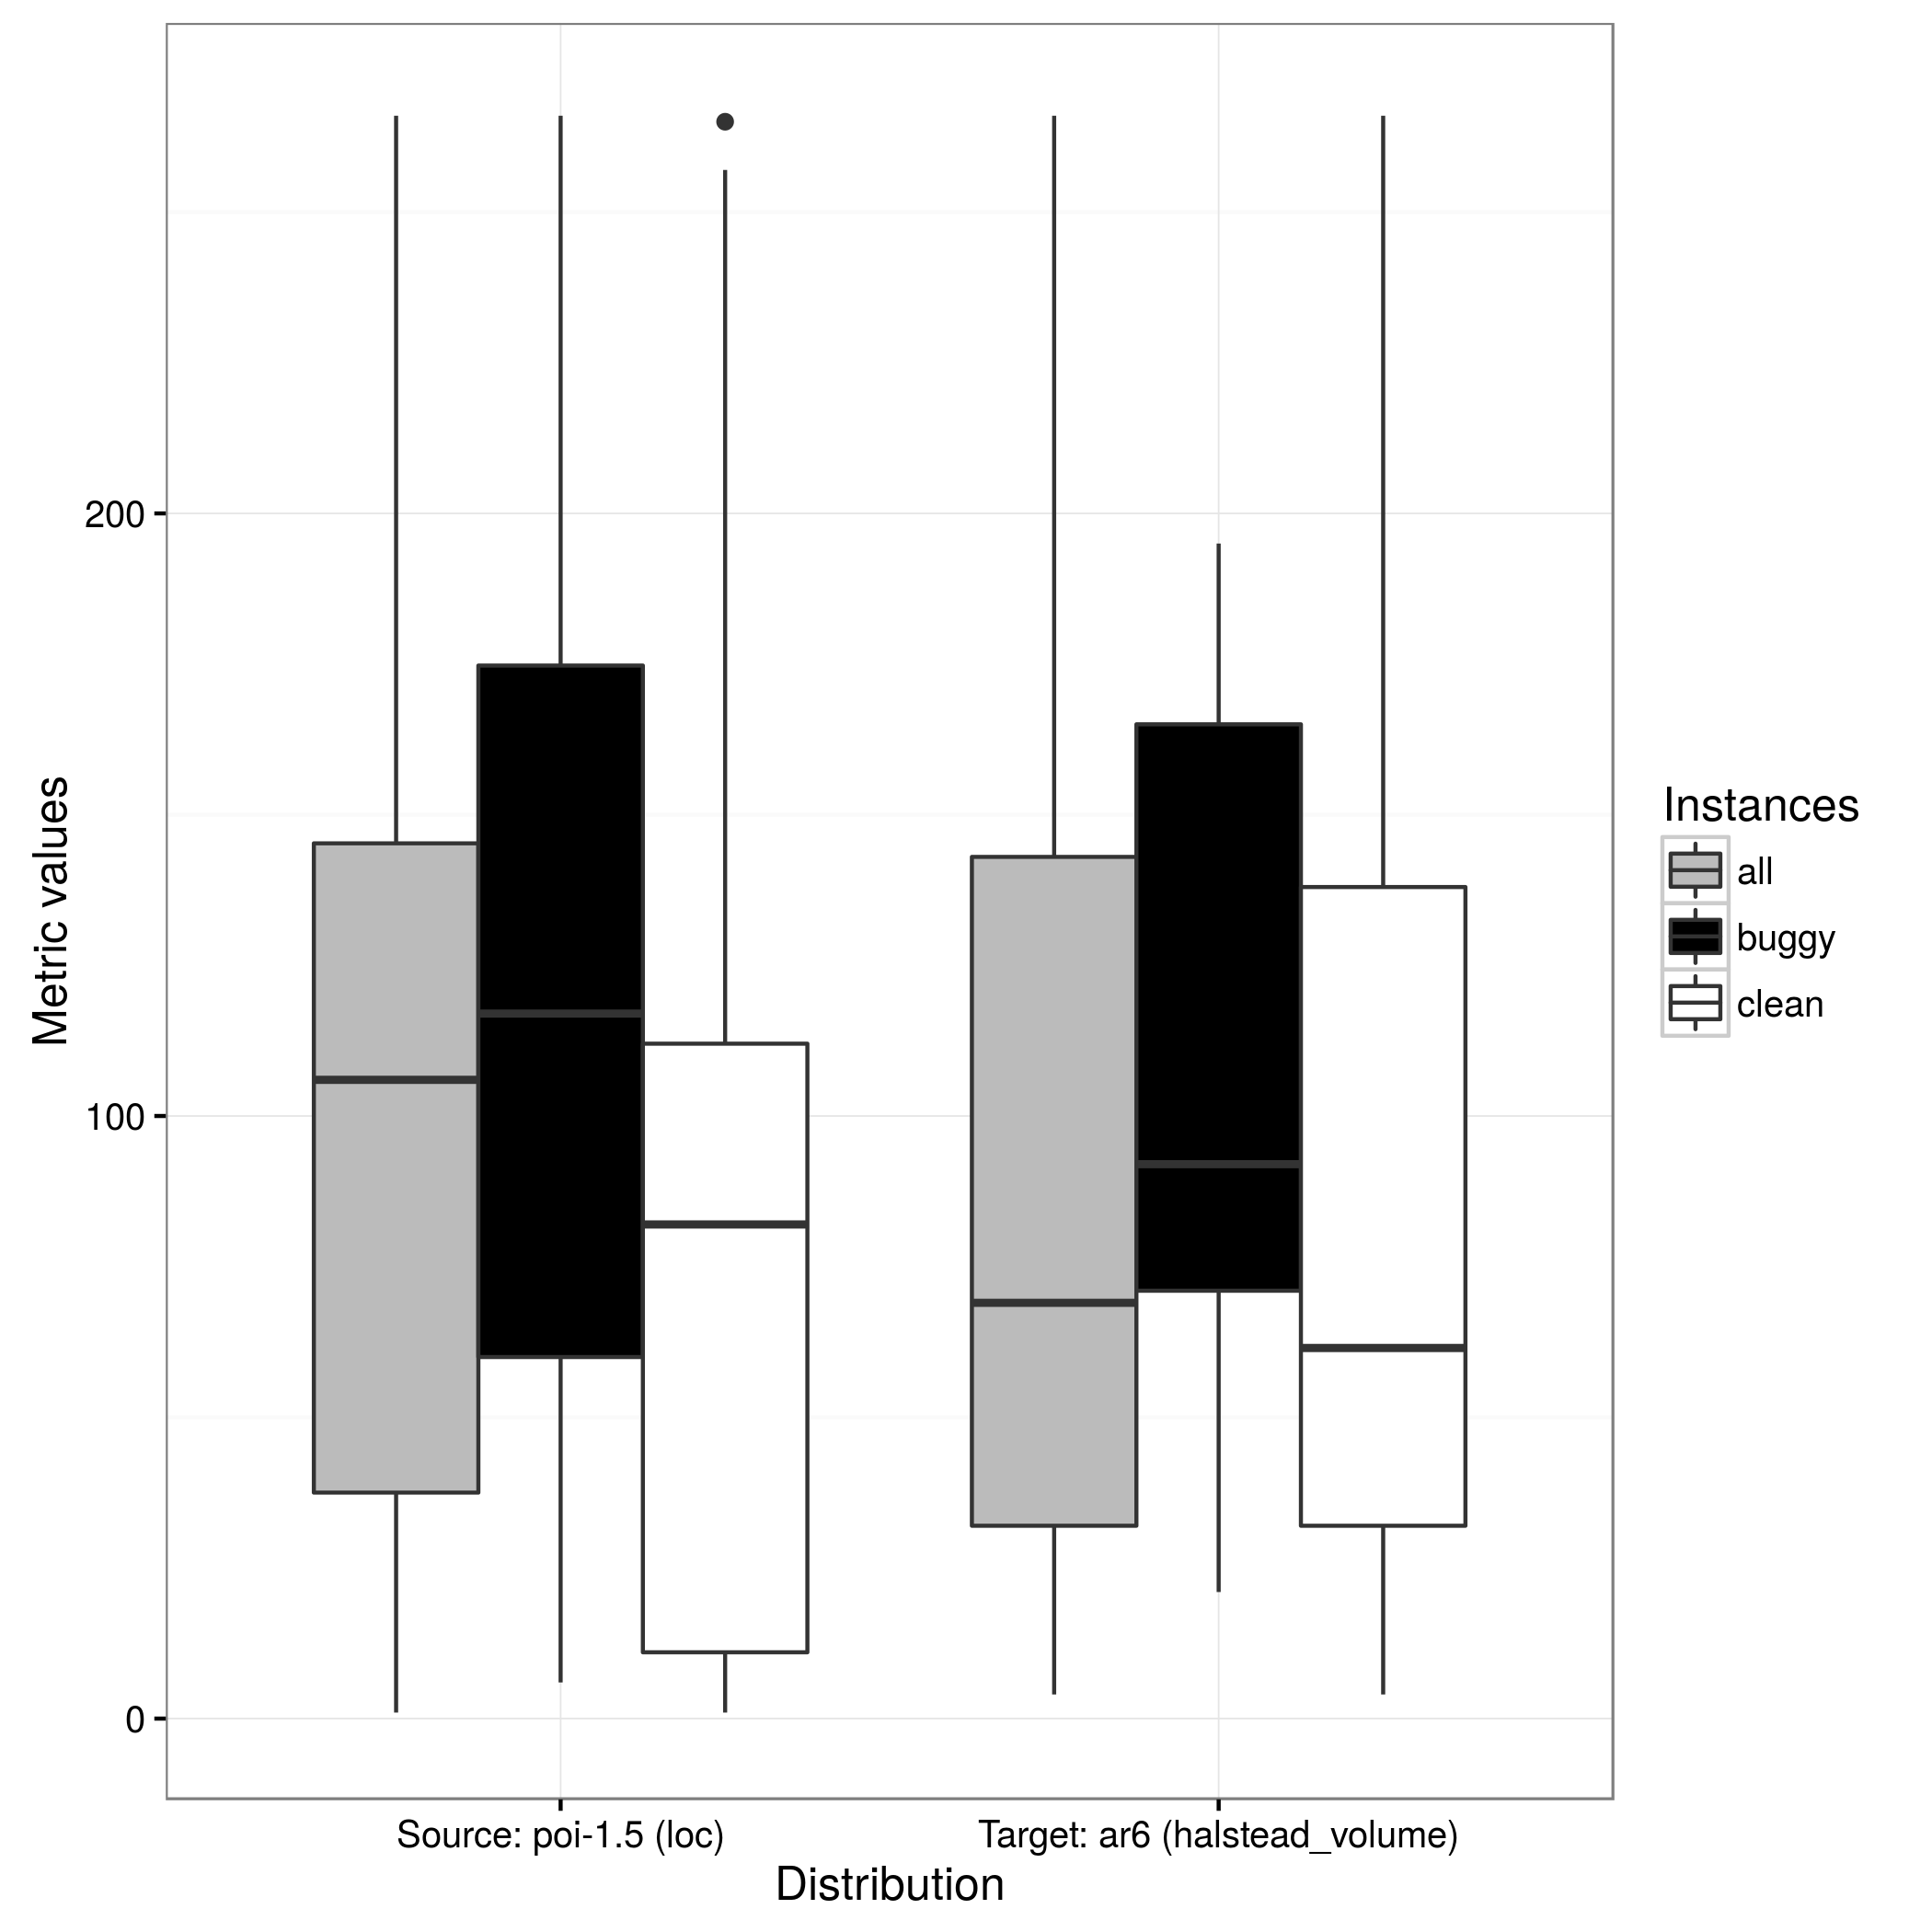 Metric values
200
100
0
Source: poi-1.5 (loc)
Target: ar6 (halstead_volume)
Distribution
Instances
all
buggy
clean